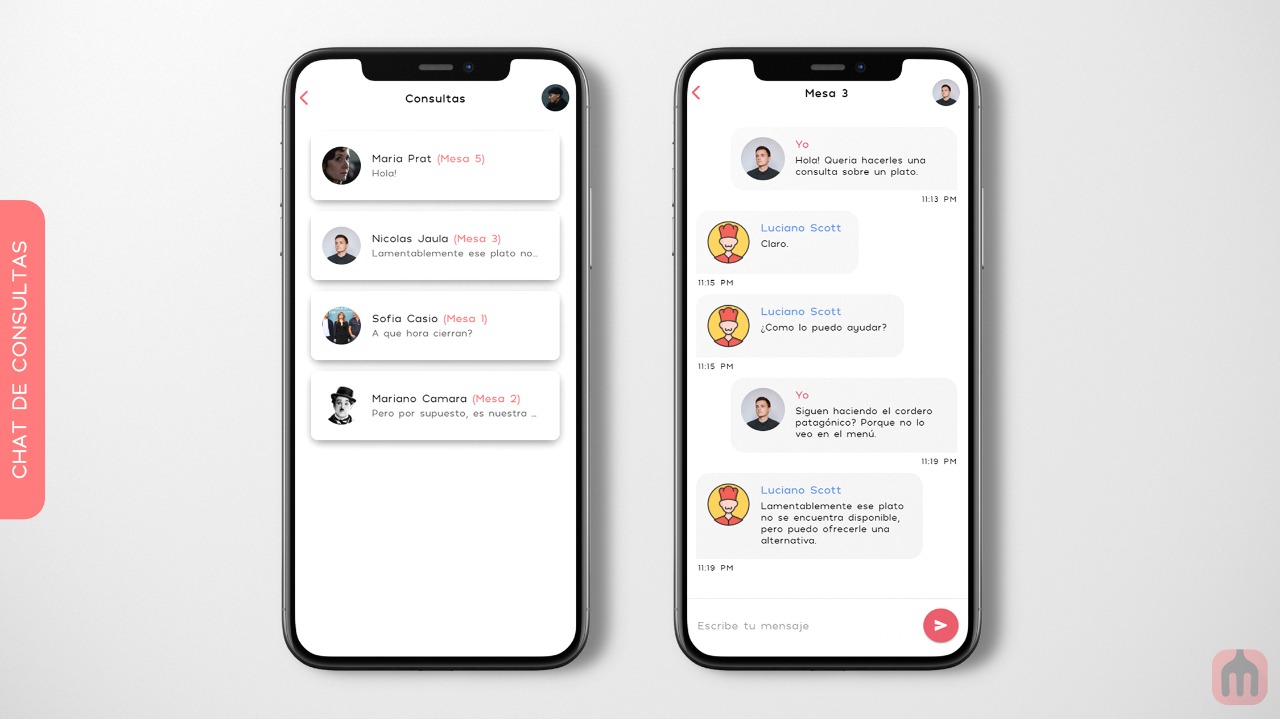 CHAT DE CONSULTAS
Consultas
Maria Prat (Mesa 5)
Hola!
Nicolas Jaula (Mesa 3)
Lamentablemente ese plato no...
Sofia Casio (Mesa 1)
A que hora cierran?
Mariano Camara (Mesa 2)
Pero por supuesto, es nuestra ...
Mesa 3
Yo
Hola! Queria hacerles una
consulta sobre un plato.
11:13 PM
Luciano Scott
Claro.
11:15 PM
Luciano Scott
¿Como lo puedo ayudar?
11:15 PM
Yo
Siguen haciendo el cordero
patagónico? Porque no lo
veo en el menú.
11:19 PM
Luciano Scott
Lamentablemente ese plato
no se encuentra disponible,
pero puedo ofrecerle una
alternativa.
11:19 PM
Escribe tu mensaje